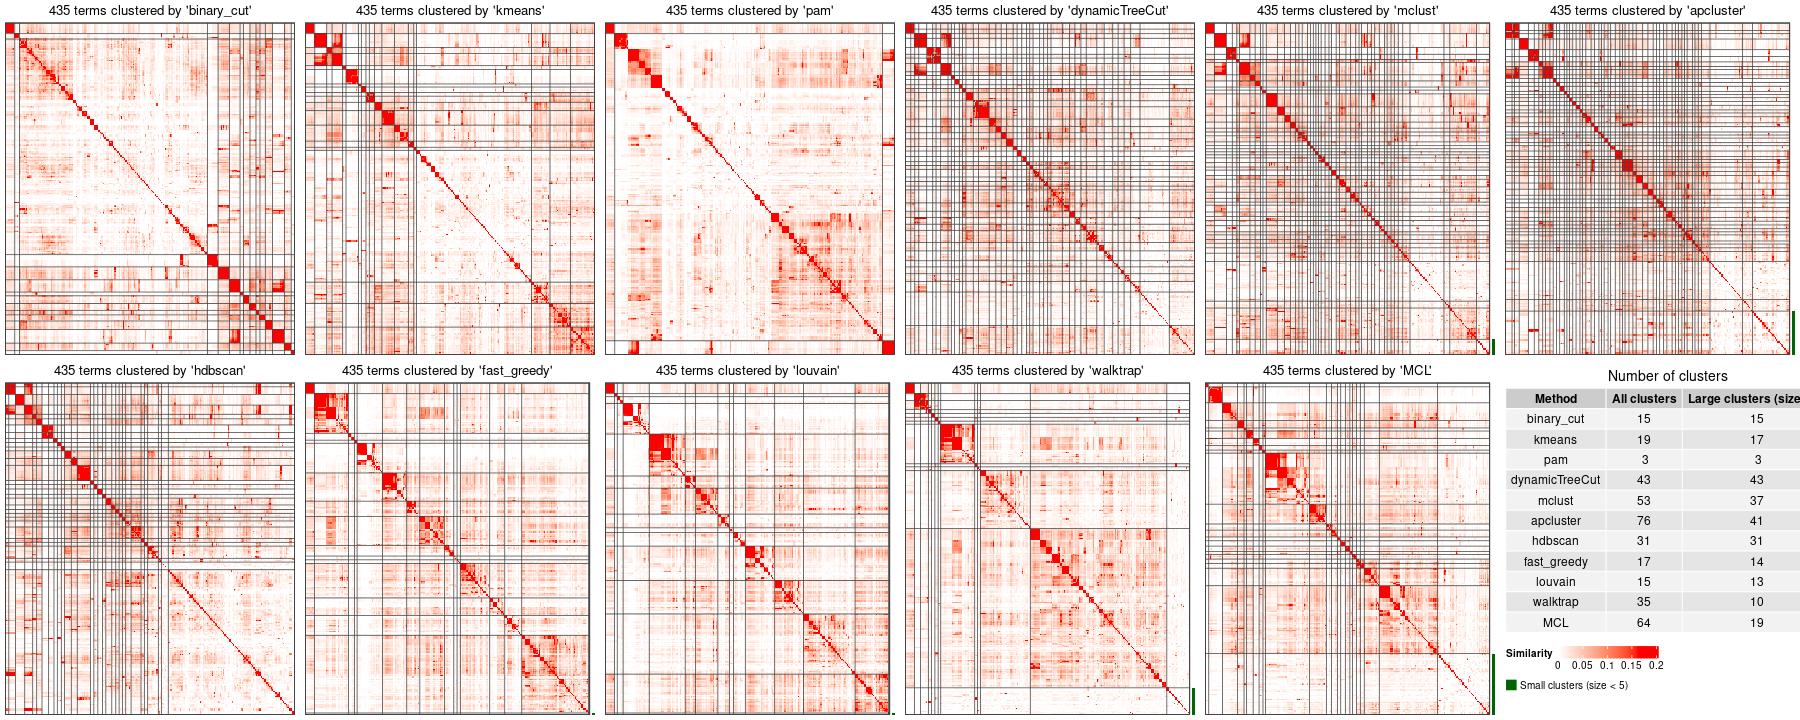 435 terms clustered by 'binary_cut'
435 terms clustered by 'kmeans'
435 terms clustered by 'pam'
435 terms clustered by 'dynamicTreeCut'
435 terms clustered by 'mclust'
435 terms clustered by 'apcluster'
435 terms clustered by 'hdbscan'
435 terms clustered by 'fast_greedy'
435 terms clustered by 'louvain'
435 terms clustered by 'walktrap'
435 terms clustered by 'MCL'
Number of clusters
Method All clusters Large clusters (size
binary_cut 15 15
kmeans 19 17
pam 3 3
dynamicTreeCut 43 43
mclust 53 37
apcluster 76 41
hdbscan 31 31
fast_greedy 17 14
louvain 15 13
walktrap 35 10
MCL 64 19
Similarity
0 0.05 0.1 0.15 0.2
Small clusters (size < 5)